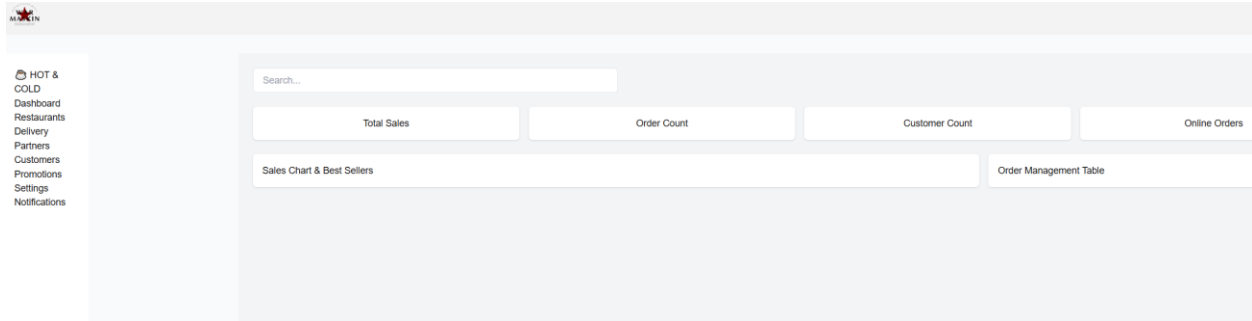 HOT &
COLD
Dashboard
Restaurants
Delivery
Partners
Customers
Promotions
Settings
Notifications
Search...
Total Sales
Order Count
Customer Count
Online Orders
Sales Chart & Best Sellers
Order Management Table